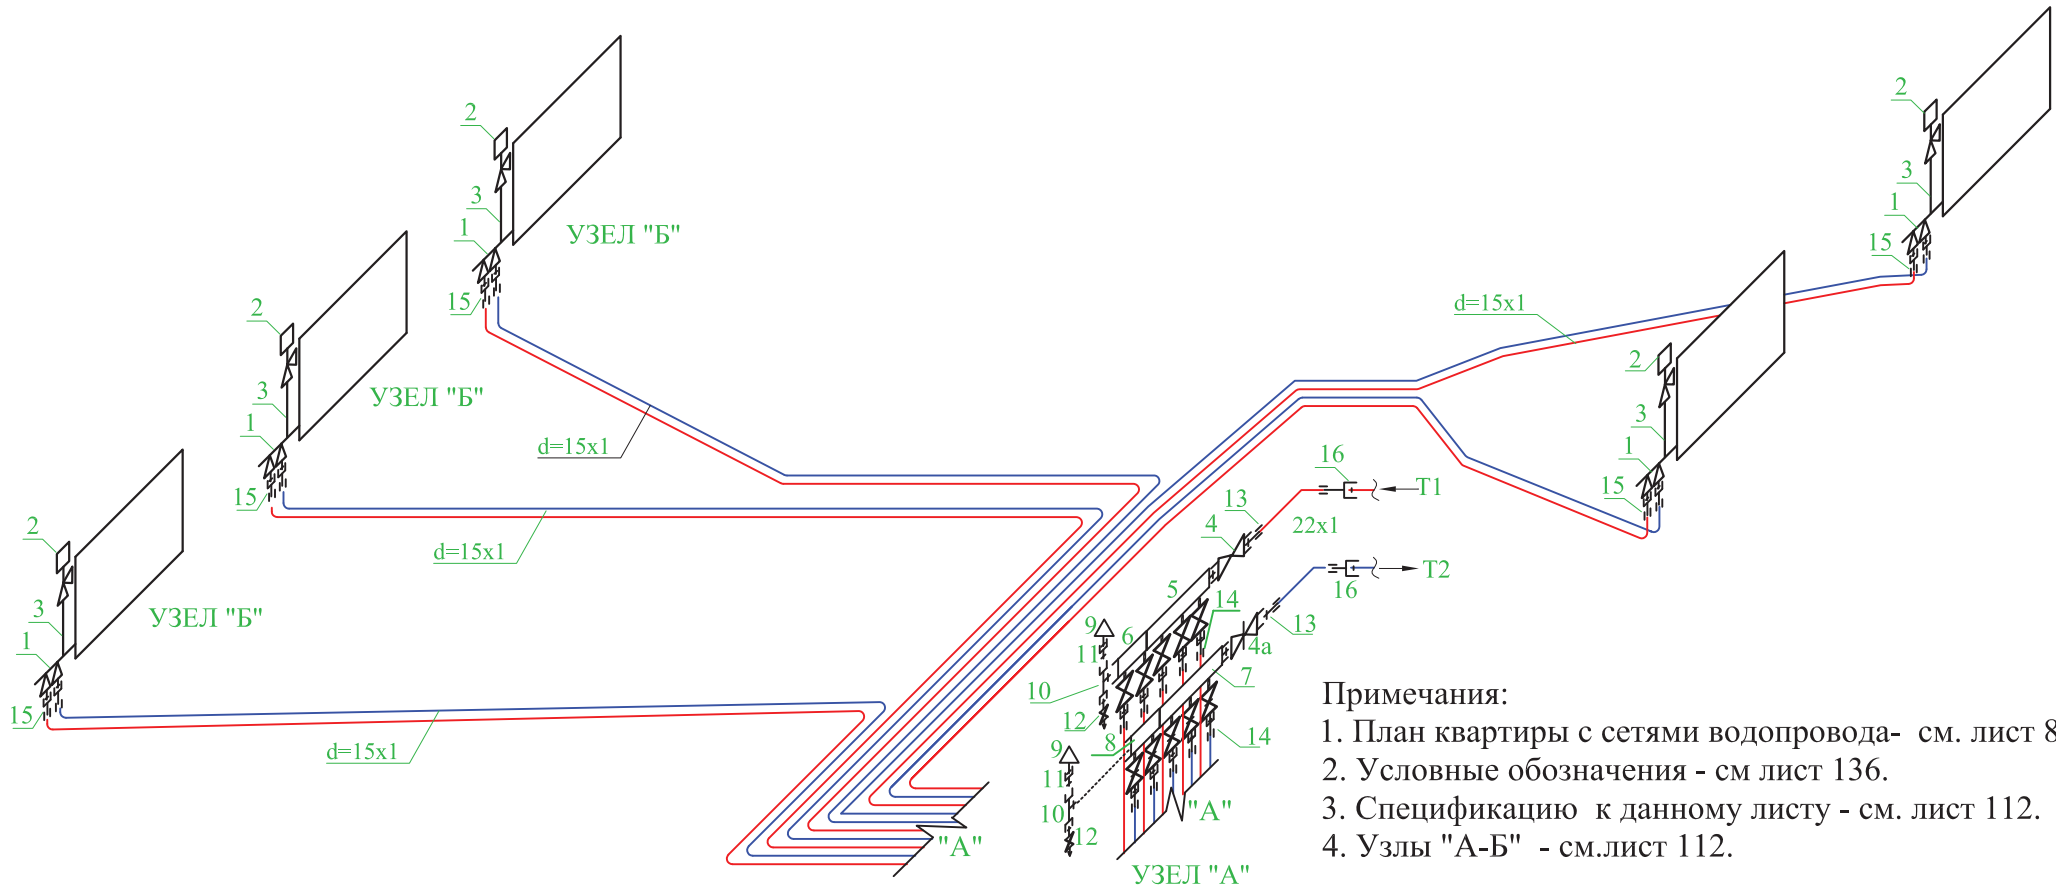 2
3
1
15
УЗЕЛ "Б"
2
3
1
15
УЗЕЛ "Б"
2
3
1
15
УЗЕЛ "Б"
d=15x1
d=15x1
d=15x1
2
3
1
15
d=15x1
2
3
1
15
16
T1
13
4
22x1
5
T2
16
14
13
4а
9
6
11
10
7
12
8
14
9
11
10
12
"А"
"А"
УЗЕЛ "А"
Примечания:
1. План квартиры с сетями водопровода- см. лист 8
2. Условные обозначения - см лист 136.
3. Спецификацию к данному листу - см. лист 112.
4. Узлы "А-Б" - см.лист 112.